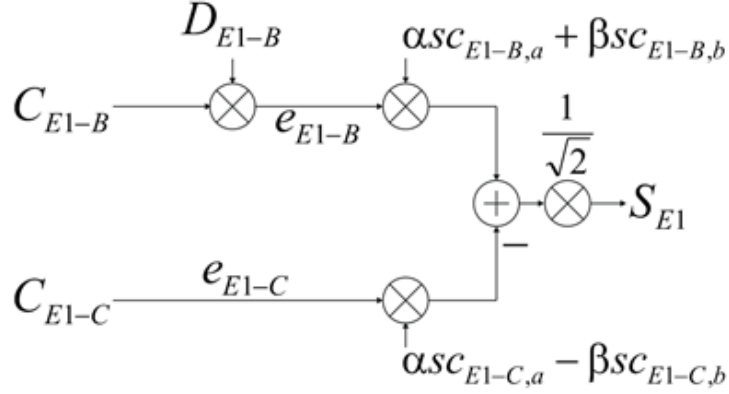 D_{E1–B}
αsc_{E1–B,a} + βsc_{E1–B,b}
C_{E1–B}
e_{E1–B}
1/√2
+
S_{E1}
−
e_{E1–C}
C_{E1–C}
αsc_{E1–C,a} − βsc_{E1–C,b}